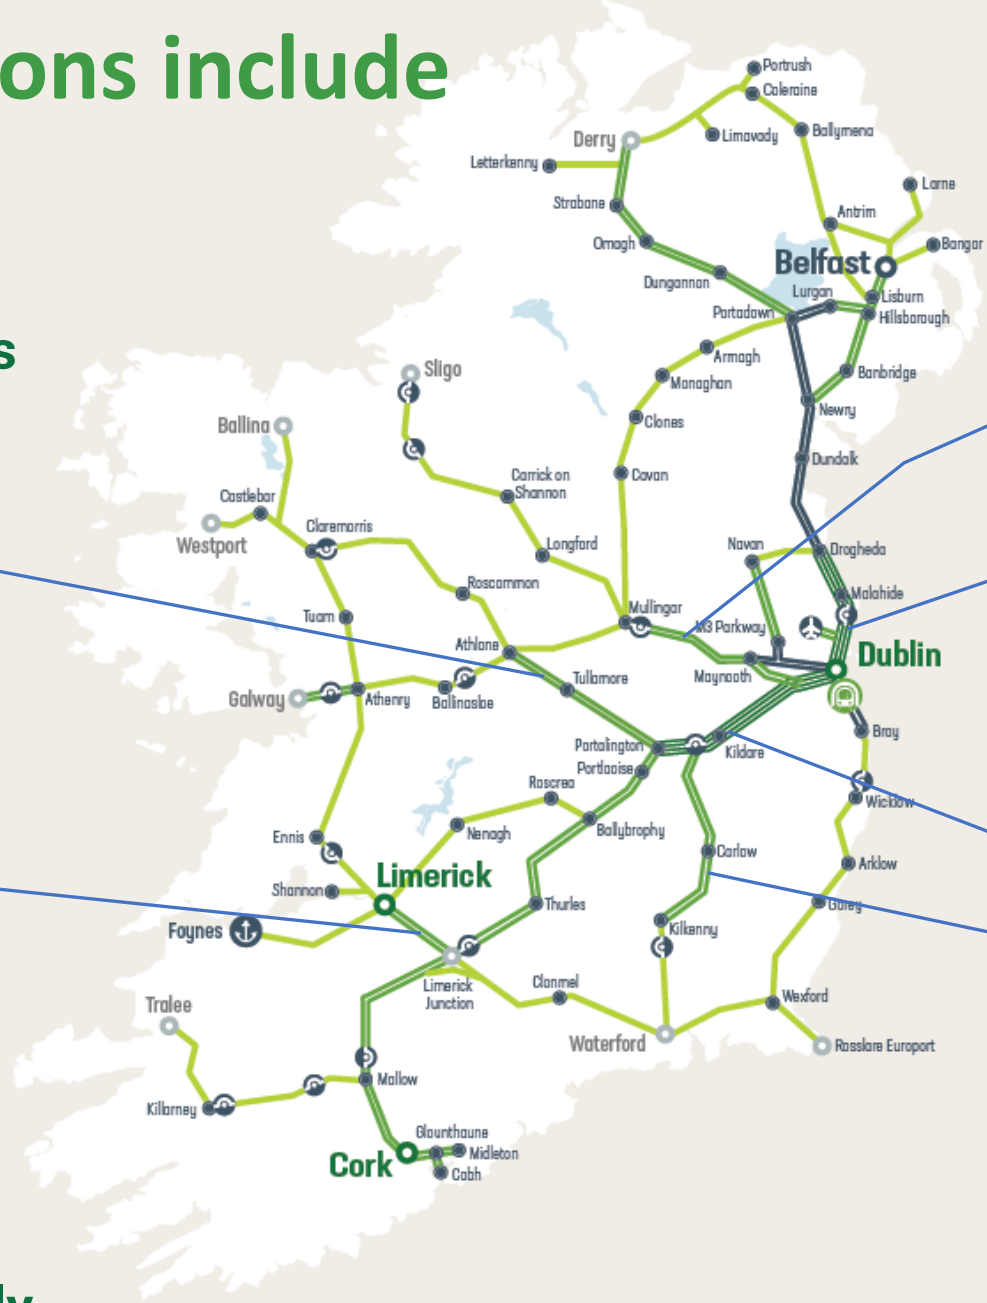 ons include
Portrush
Coleraine
Derry
Limavady
Ballymena
Letterkenny
Larne
Strabane
Antrim
Omagh
Bangor
Belfast
Dungannon
Lurgan
Lisburn
Portadown
Hillsborough
s
Armagh
Sligo
Monaghan
Banbridge
Newry
Ballina
Clones
Dundalk
Cavan
Carrick on
Shannon
Castlebar
Claremorris
Westport
Longford
Navan
Drogheda
Roscommon
Malahide
Mullingar
M3 Parkway
Tuam
Athlone
Dublin
Tullamore
Maynooth
Galway
Athenry
Ballinasloe
Bray
Portalington
Kildare
Portlaoise
Roscrea
Wicklow
Nenagh
Ballybrophy
Ennis
Carlow
Arklow
Limerick
Shannon
Thurles
Gorey
Foynes
Kilkenny
Limerick
Junction
Clonmel
Wexford
Tralee
Waterford
Rosslare Europort
Mallow
Killarney
Glounthaune
Midleton
Cork
Cobh
ly